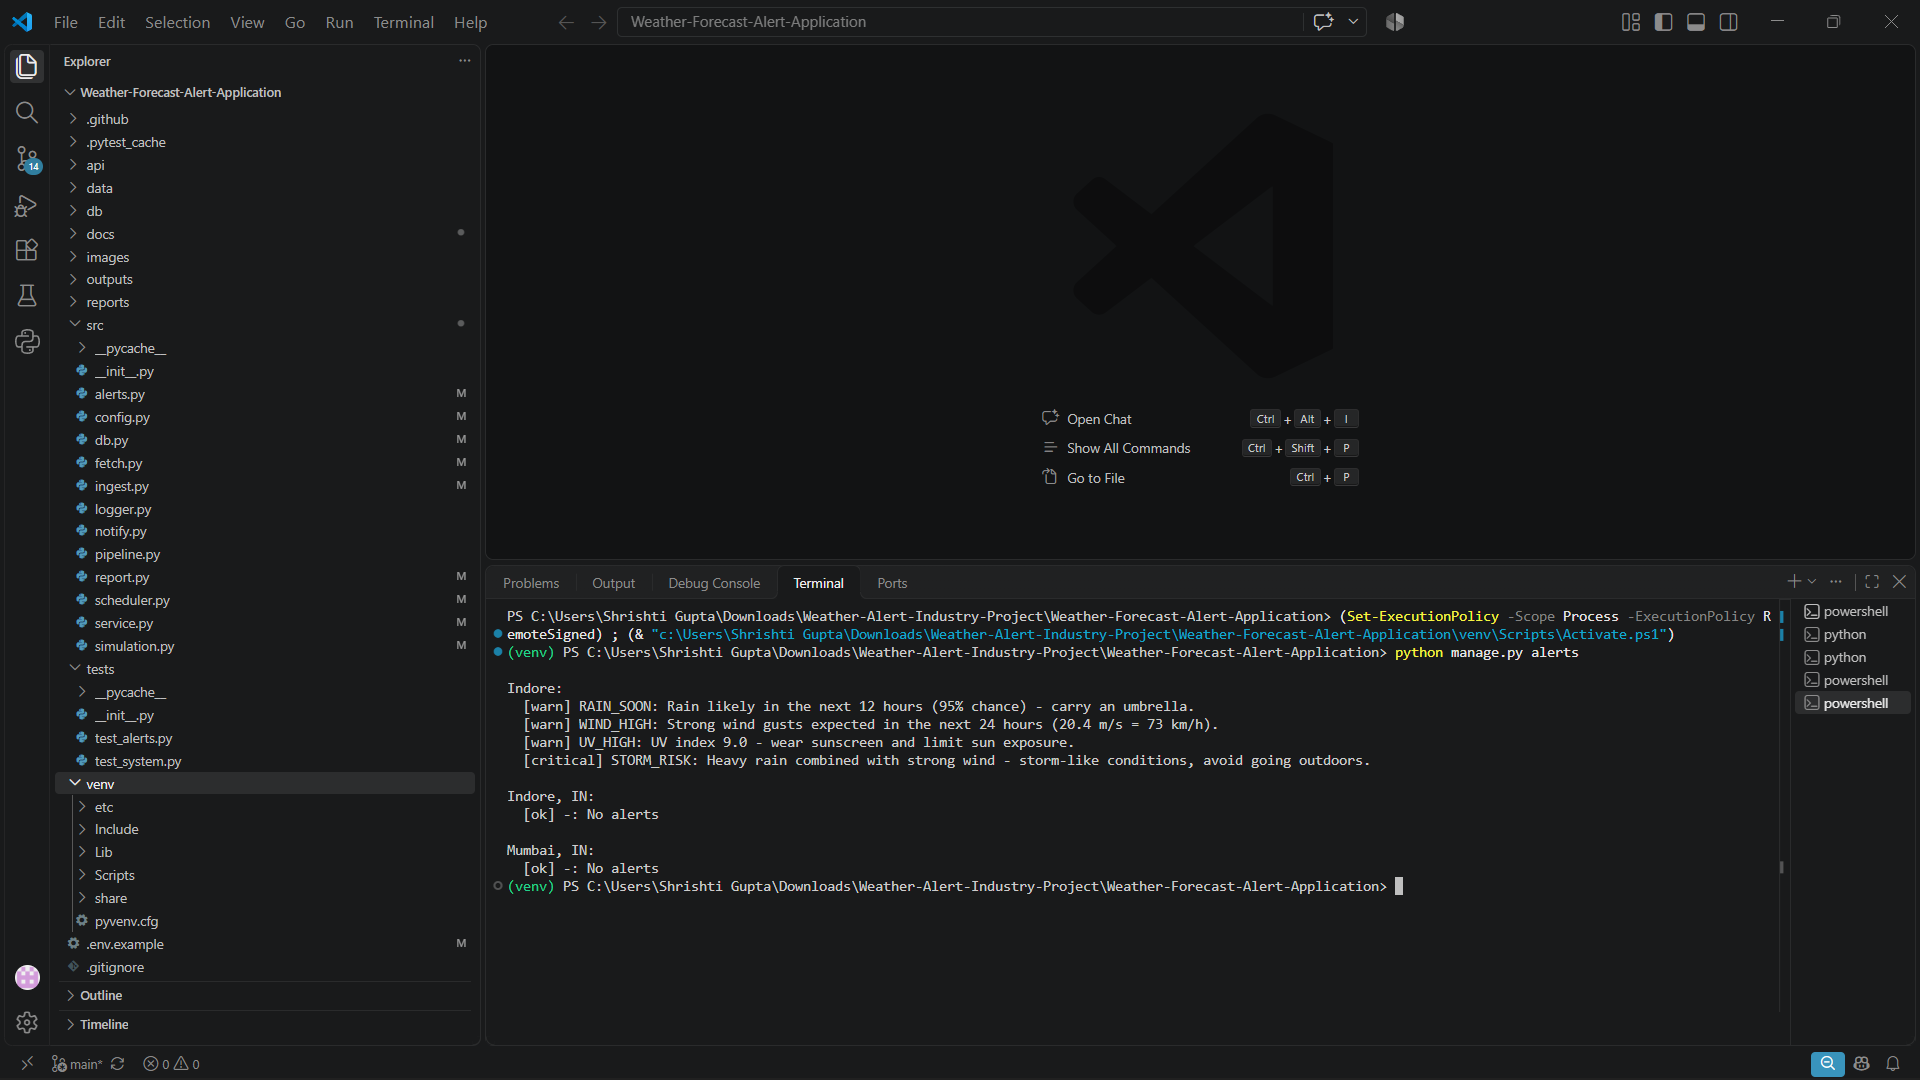 File Edit Selection View Go Run Terminal Help
Weather-Forecast-Alert-Application
Explorer
Weather-Forecast-Alert-Application
.github
.pytest_cache
api
data
db
docs
images
outputs
reports
src
__pycache__
__init__.py
alerts.py M
config.py M
db.py M
fetch.py M
ingest.py M
logger.py
notify.py
pipeline.py
report.py M
scheduler.py M
service.py M
simulation.py M
tests
__pycache__
__init__.py
test_alerts.py
test_system.py
venv
etc
Include
Lib
Scripts
share
pyvenv.cfg
.env.example M
.gitignore
Outline
Timeline
14
Open Chat Ctrl + Alt + I
Show All Commands Ctrl + Shift + P
Go to File Ctrl + P
Problems Output Debug Console Terminal Ports
PS C:\Users\Shrishti Gupta\Downloads\Weather-Alert-Industry-Project\Weather-Forecast-Alert-Application> (Set-ExecutionPolicy -Scope Process -ExecutionPolicy R
emoteSigned) ; (& "c:\Users\Shrishti Gupta\Downloads\Weather-Alert-Industry-Project\Weather-Forecast-Alert-Application\venv\Scripts\Activate.ps1")
(venv) PS C:\Users\Shrishti Gupta\Downloads\Weather-Alert-Industry-Project\Weather-Forecast-Alert-Application> python manage.py alerts
Indore:
[warn] RAIN_SOON: Rain likely in the next 12 hours (95% chance) - carry an umbrella.
[warn] WIND_HIGH: Strong wind gusts expected in the next 24 hours (20.4 m/s = 73 km/h).
[warn] UV_HIGH: UV index 9.0 - wear sunscreen and limit sun exposure.
[critical] STORM_RISK: Heavy rain combined with strong wind - storm-like conditions, avoid going outdoors.
Indore, IN:
[ok] -: No alerts
Mumbai, IN:
[ok] -: No alerts
(venv) PS C:\Users\Shrishti Gupta\Downloads\Weather-Alert-Industry-Project\Weather-Forecast-Alert-Application>
powershell
python
python
powershell
powershell
main* 0 0